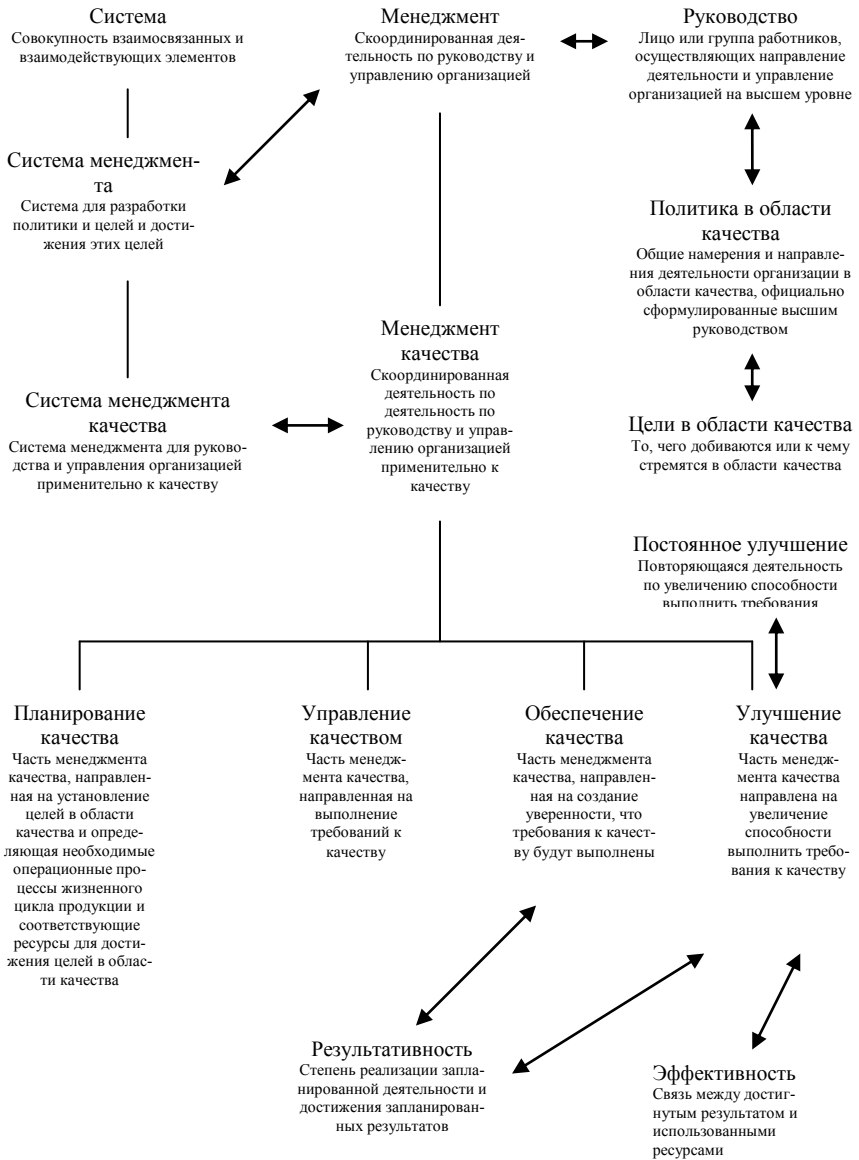 Система
Совокупность взаимосвязанных и
взаимодействующих элементов
Менеджмент
Скоординированная дея-
тельность по руководству и
управлению организацией
Руководство
Лицо или группа работников,
осуществляющих направление
деятельности и управление
организацией на высшем уровне
Система менеджмен-
та
Система для разработки
политики и целей и дости-
жения этих целей
Политика в области
качества
Общие намерения и направле-
ния деятельности организации в
области качества, официально
сформулированные высшим
руководством
Менеджмент
качества
Скоординированная
деятельность по
деятельность по
руководству и управ-
лению организацией
применительно к
качеству
Система менеджмента
качества
Система менеджмента для руково-
дства и управления организацией
применительно к качеству
Цели в области качества
То, чего добиваются или к чему
стремятся в области качества
Постоянное улучшение
Повторяющаяся деятельность
по увеличению способности
выполнить требования
Планирование
качества
Часть менеджмента
качества, направлен-
ная на установление
целей в области
качества и опреде-
ляющая необходимые
операционные про-
цессы жизненного
цикла продукции и
соответствующие
ресурсы для дости-
жения целей в облас-
ти качества
Управление
качеством
Часть менедж-
мента качества,
направленная на
выполнение
требований к
качеству
Обеспечение
качества
Часть менеджмента
качества, направлен-
ная на создание
уверенности, что
требования к качест-
ву будут выполнены
Улучшение
качества
Часть менедж-
мента качества
направлена на
увеличение
способности
выполнить требо-
вания к качеству
Результативность
Степень реализации запла-
нированной деятельности и
достижения запланирован-
ных результатов
Эффективность
Связь между достиг-
нутым результатом и
использованными
ресурсами